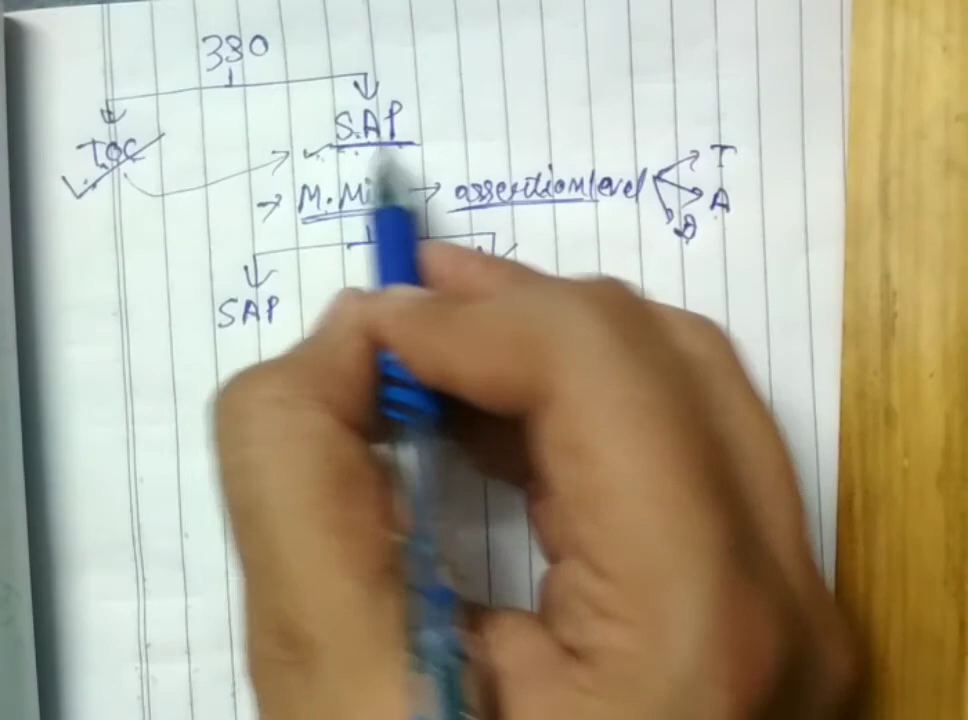 330
TOC
SAP
M. Mi → assertion level
T
A
D
SAP